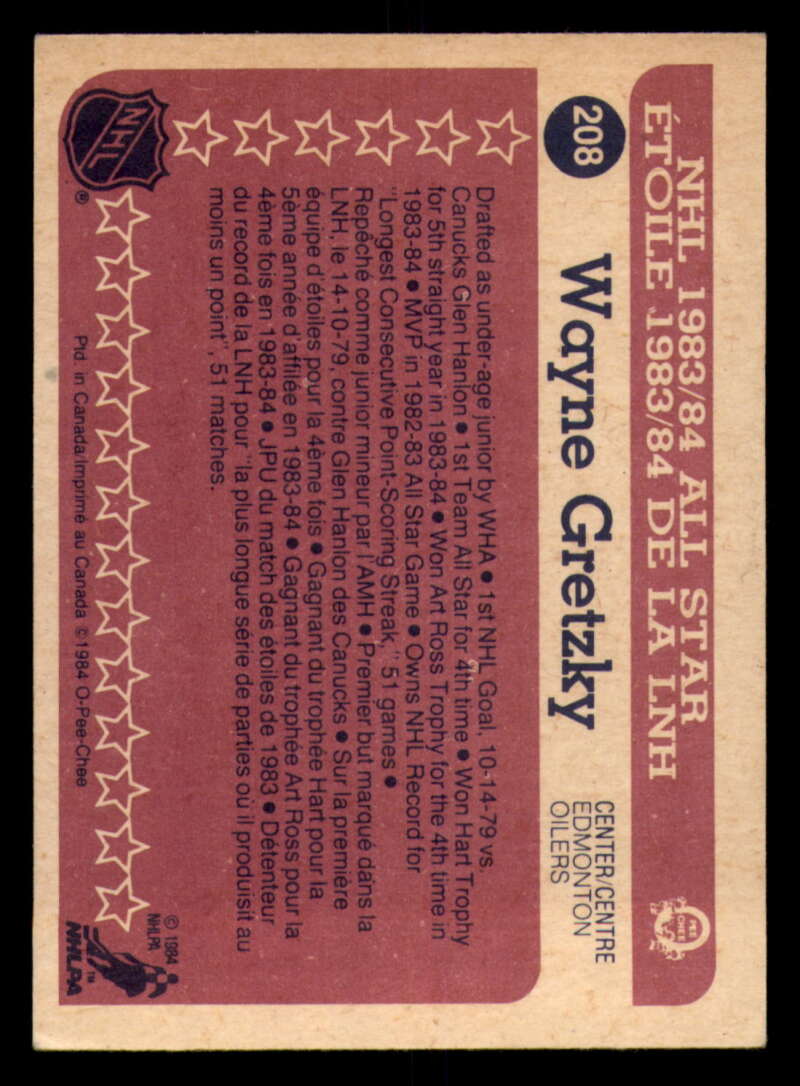 NHL 1983/84 ALL STAR
ÉTOILE 1983/84 DE LA LNH
PEE
CHEE
208
Wayne Gretzky
CENTER/CENTRE
EDMONTON
OILERS
Drafted as under-age junior by WHA • 1st NHL Goal, 10-14-79 vs.
Canucks Glen Hanlon • 1st Team All Star for 4th time • Won Hart Trophy
for 5th straight year in 1983-84 • Won Art Ross Trophy for the 4th time in
1983-84 • MVP in 1982-83 All Star Game • Owns NHL Record for
"Longest Consecutive Point-Scoring Streak," 51 games •
Repêché comme junior mineur par l'AMH • Premier but marqué dans la
LNH, le 14-10-79, contre Glen Hanlon des Canucks • Sur la première
équipe d'étoiles pour la 4ème fois • Gagnant du trophée Hart pour la
5ème année d'affilée en 1983-84 • Gagnant du trophée Art Ross pour la
4ème fois en 1983-84 • JPU du match des étoiles de 1983 • Détenteur
du record de la LNH pour "la plus longue série de parties où il produisit au
moins un point", 51 matches.
NHL
®
Ptd. in Canada/Imprimé au Canada © 1984 O-Pee-Chee
© 1984
NHLPA
NHLPA
TM